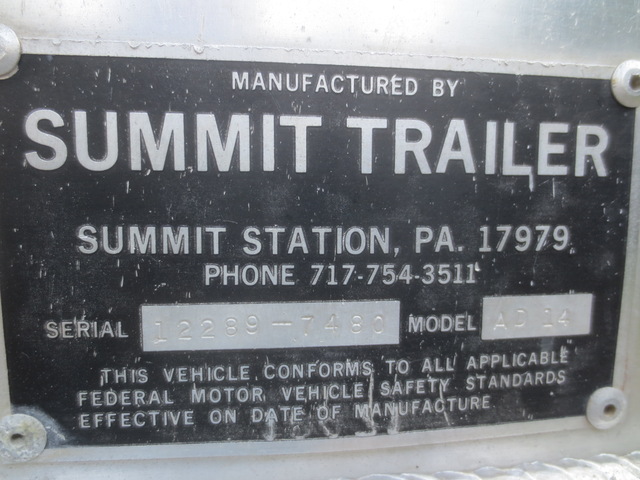 MANUFACTURED BY
SUMMIT TRAILER
SUMMIT STATION, PA. 17979
PHONE 717-754-3511
SERIAL 12289-7480 MODEL AD 14
THIS VEHICLE CONFORMS TO ALL APPLICABLE
FEDERAL MOTOR VEHICLE SAFETY STANDARDS
EFFECTIVE ON DATE OF MANUFACTURE